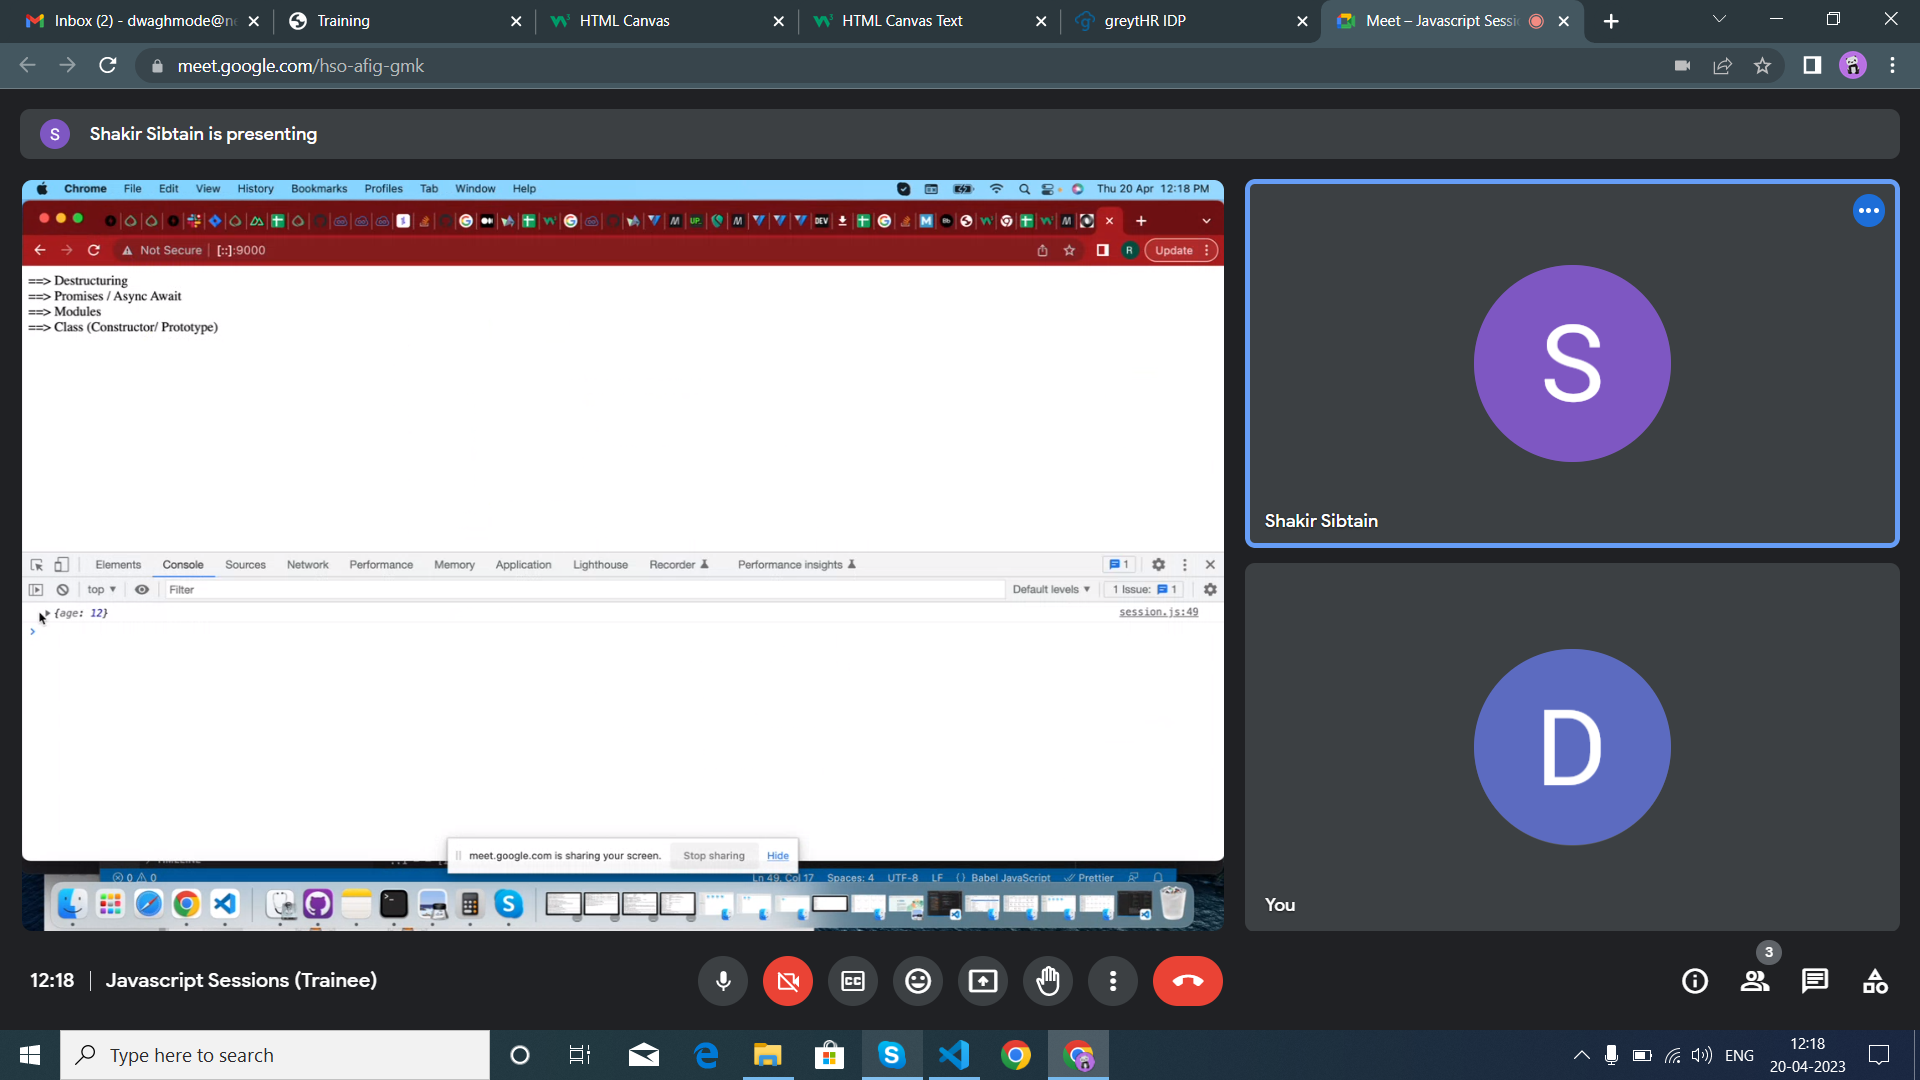 Inbox (2) - dwaghmode@ne
Training
HTML Canvas
HTML Canvas Text
greytHR IDP
Meet – Javascript Sessi
meet.google.com/hso-afig-gmk
S
Shakir Sibtain is presenting
Chrome File Edit View History Bookmarks Profiles Tab Window Help
Thu 20 Apr 12:18 PM
Not Secure [::]:9000
R
Update
==> Destructuring
==> Promises / Async Await
==> Modules
==> Class (Constructor/ Prototype)
Elements Console Sources Network Performance Memory Application Lighthouse Recorder Performance insights
1
top
Filter
Default levels
1 Issue: 1
{age: 12}
session.js:49
meet.google.com is sharing your screen. Stop sharing Hide
0 0
Ln 49, Col 17 Spaces: 4 UTF-8 LF {} Babel JavaScript Prettier
S
Shakir Sibtain
D
You
12:18 Javascript Sessions (Trainee)
CC
3
Type here to search
ENG
12:18
20-04-2023